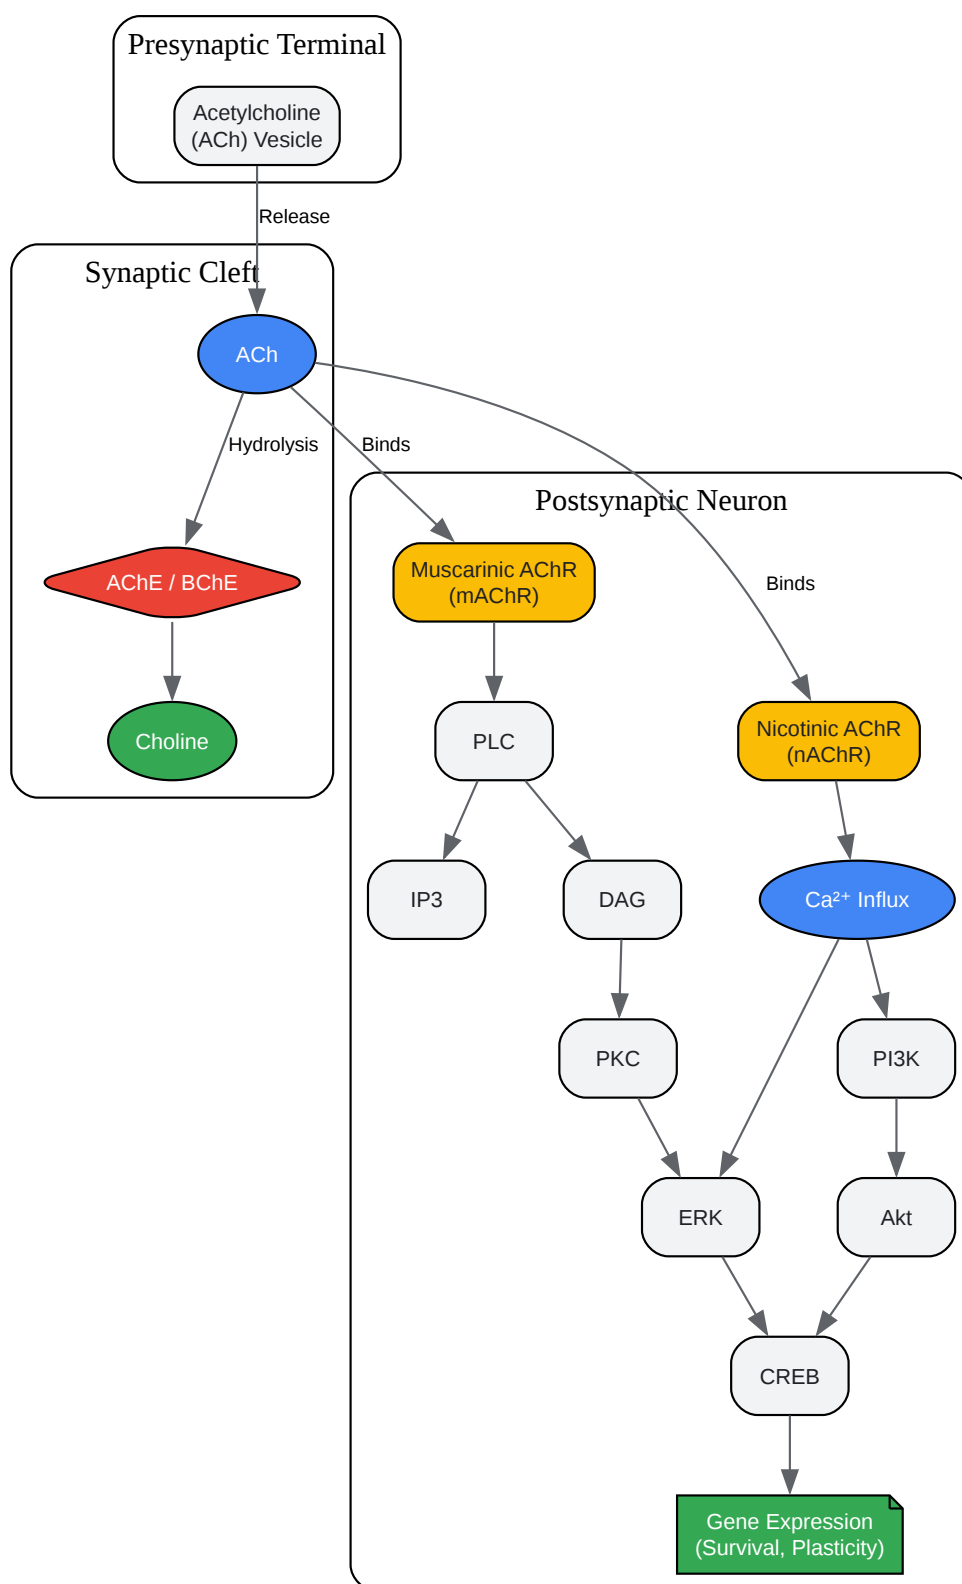 Presynaptic Terminal
Acetylcholine
(ACh) Vesicle
Release
Synaptic Cleft
ACh
Hydrolysis
Binds
Postsynaptic Neuron
Muscarinic AChR
(mAChR)
AChE / BChE
Binds
Choline
PLC
Nicotinic AChR
(nAChR)
IP3
DAG
Ca²⁺ Influx
PKC
PI3K
ERK
Akt
CREB
Gene Expression
(Survival, Plasticity)